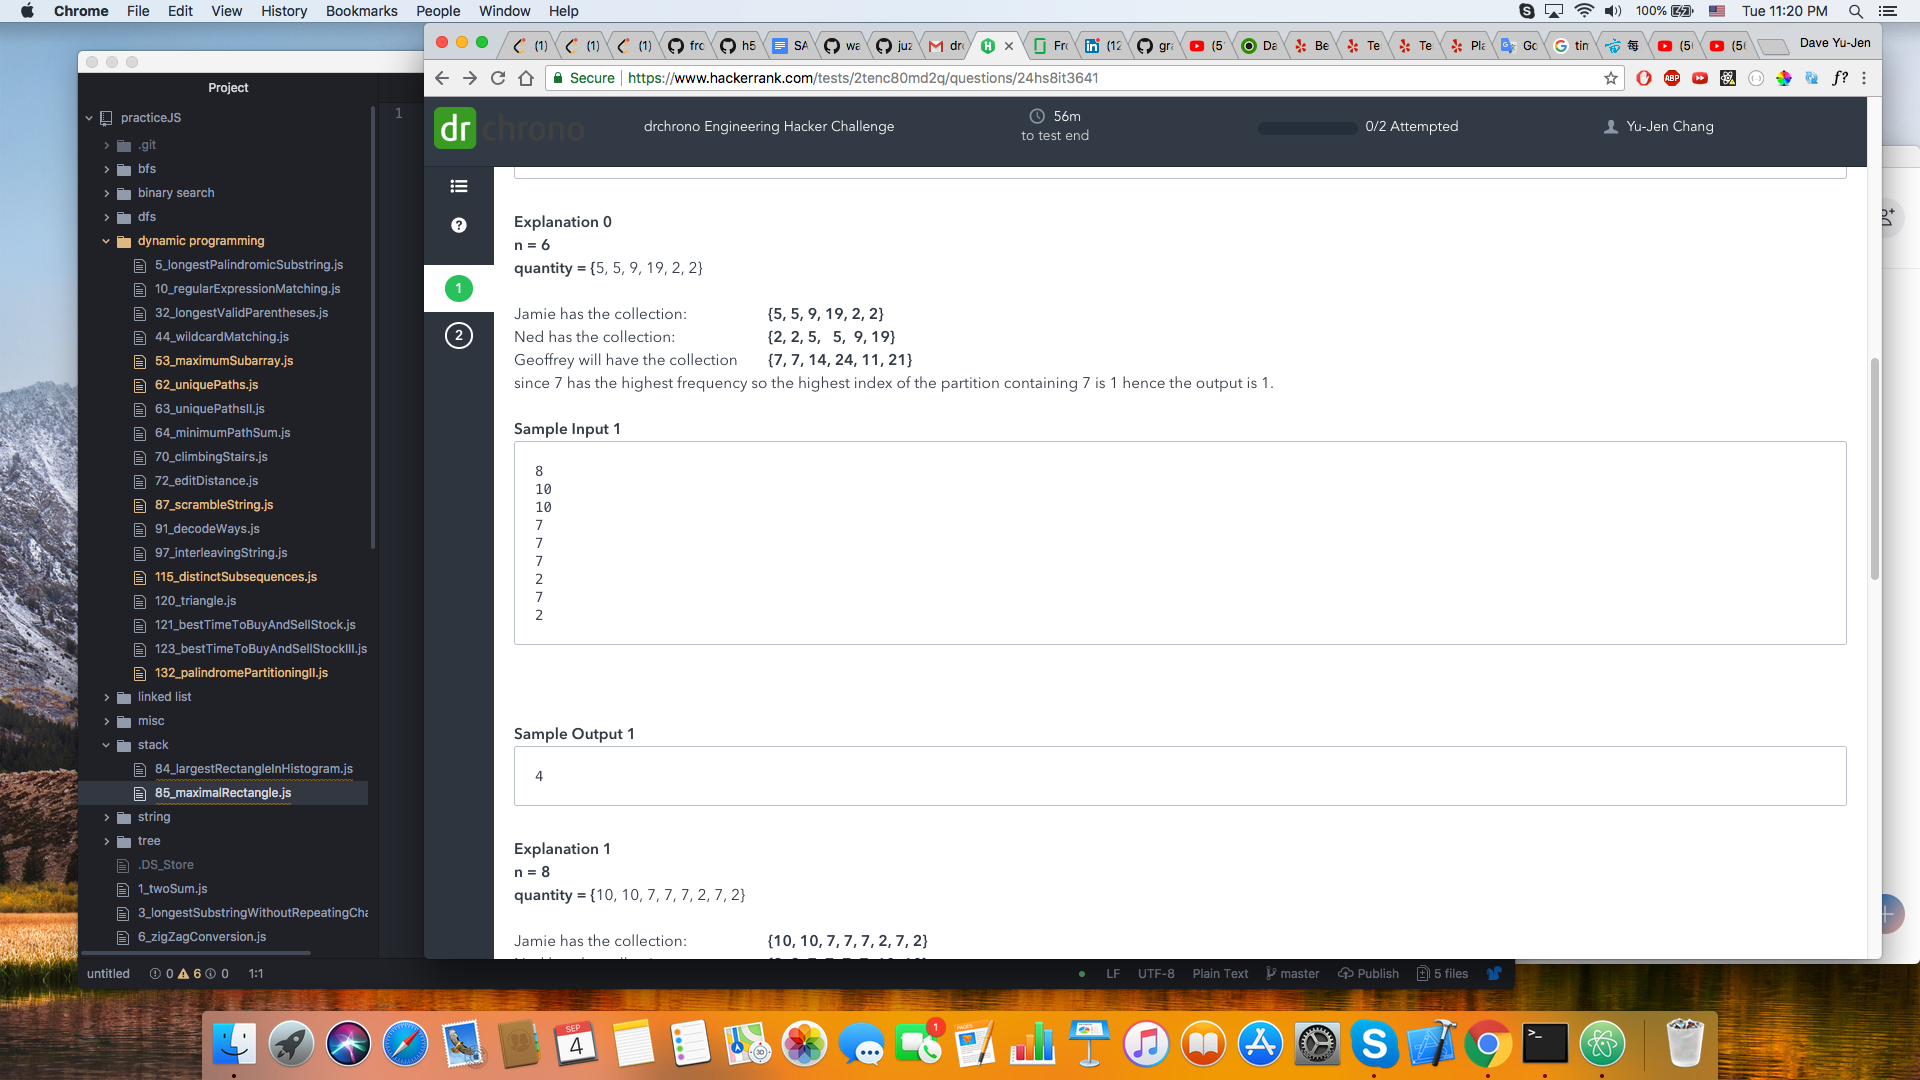 Chrome File Edit View History Bookmarks People Window Help 100% Tue 11:20 PM
(1) (1) (1) frc h5 SA wa juz dr Fro (12 gra (5 Da Be Te Te Pla Gc tin 每 (5 (5 Dave Yu-Jen
Secure https://www.hackerrank.com/tests/2tenc80md2q/questions/24hs8it3641 ABP f?
Project
practiceJS
.git
bfs
binary search
dfs
dynamic programming
5_longestPalindromicSubstring.js
10_regularExpressionMatching.js
32_longestValidParentheses.js
44_wildcardMatching.js
53_maximumSubarray.js
62_uniquePaths.js
63_uniquePathsII.js
64_minimumPathSum.js
70_climbingStairs.js
72_editDistance.js
87_scrambleString.js
91_decodeWays.js
97_interleavingString.js
115_distinctSubsequences.js
120_triangle.js
121_bestTimeToBuyAndSellStock.js
123_bestTimeToBuyAndSellStockIII.js
132_palindromePartitioningII.js
linked list
misc
stack
84_largestRectangleInHistogram.js
85_maximalRectangle.js
string
tree
.DS_Store
1_twoSum.js
3_longestSubstringWithoutRepeatingCha
6_zigZagConversion.js
1
untitled 0 6 0 1:1 LF UTF-8 Plain Text master Publish 5 files
drchrono
drchrono Engineering Hacker Challenge
56m
to test end
0/2 Attempted
Yu-Jen Chang
?
1
2
Explanation 0
n = 6
quantity = {5, 5, 9, 19, 2, 2}
Jamie has the collection: {5, 5, 9, 19, 2, 2}
Ned has the collection: {2, 2, 5, 5, 9, 19}
Geoffrey will have the collection {7, 7, 14, 24, 11, 21}
since 7 has the highest frequency so the highest index of the partition containing 7 is 1 hence the output is 1.
Sample Input 1
8
10
10
7
7
7
2
7
2
Sample Output 1
4
Explanation 1
n = 8
quantity = {10, 10, 7, 7, 7, 2, 7, 2}
Jamie has the collection: {10, 10, 7, 7, 7, 2, 7, 2}
SEP
4
3D
1
PAGES